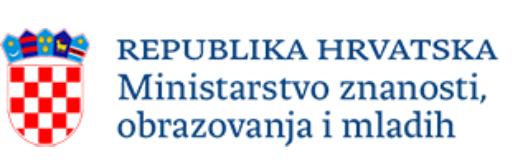 REPUBLIKA HRVATSKA
Ministarstvo znanosti,
obrazovanja i mladih